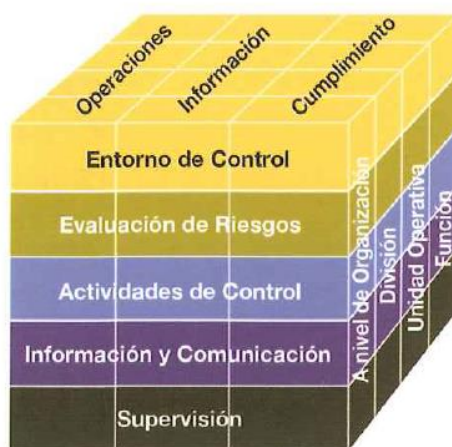 Operaciones
Información
Cumplimiento
Entorno de Control
Evaluación de Riesgos
Actividades de Control
Información y Comunicación
Supervisión
A nivel de Organización
División
Unidad Operativa
Función